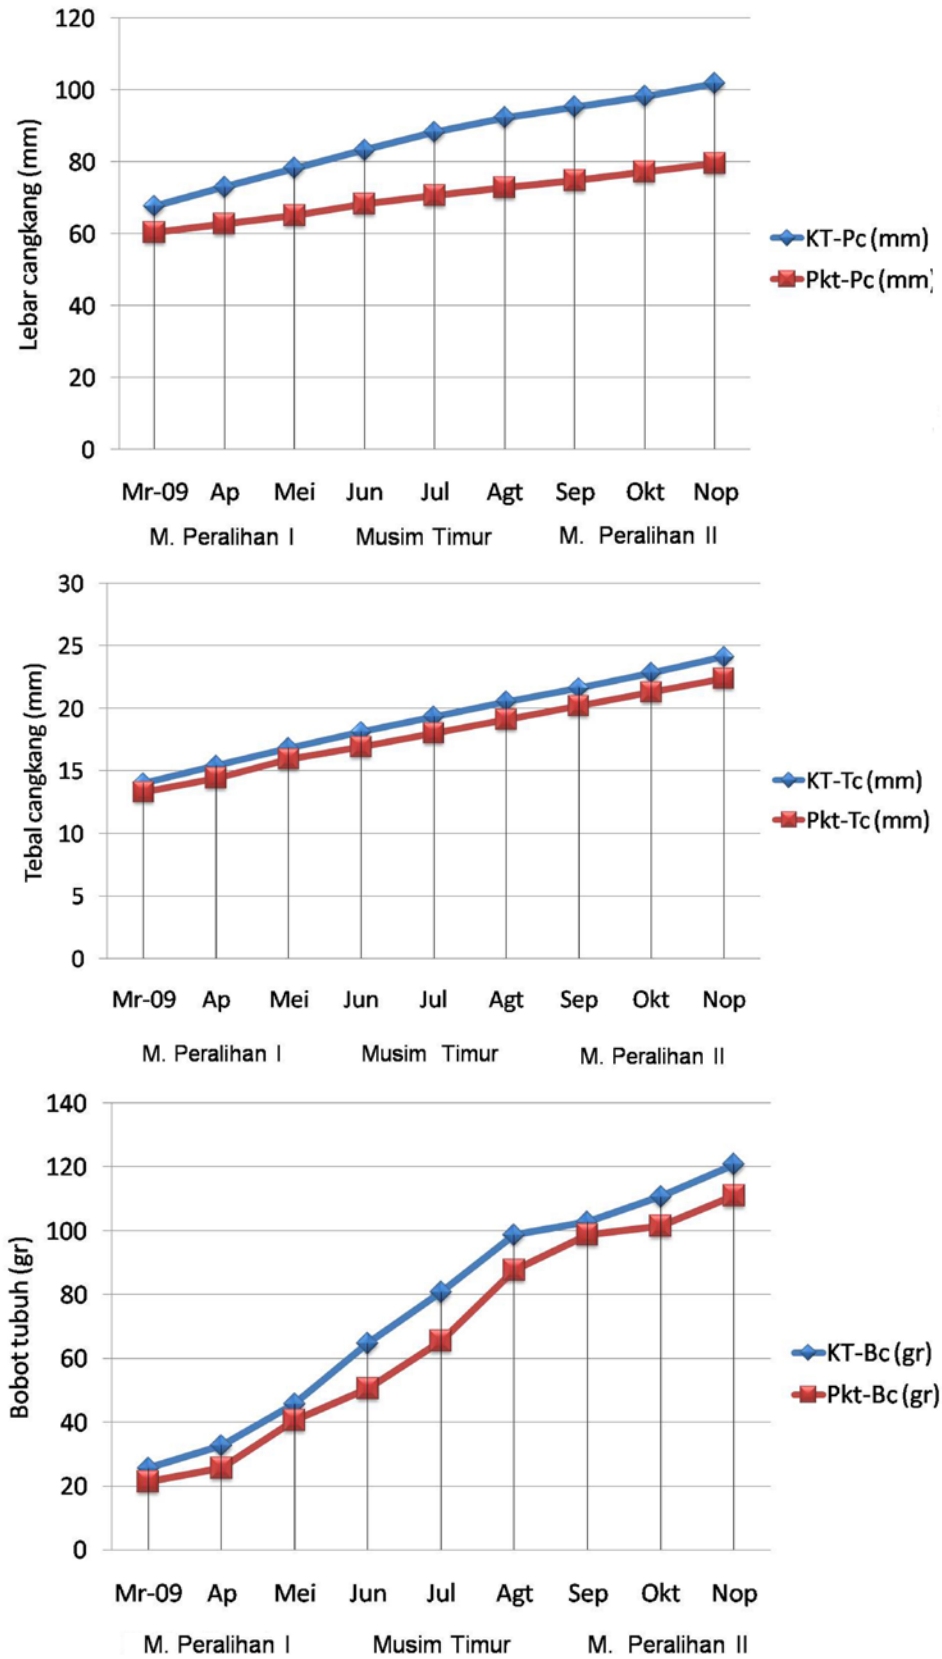 120
100
80
60
40
20
0
Lebar cangkang (mm)
KT-Pc (mm)
Pkt-Pc (mm)
Mr-09 Ap Mei Jun Jul Agt Sep Okt Nop
M. Peralihan I Musim Timur M. Peralihan II
30
25
20
15
10
5
0
Tebal cangkang (mm)
KT-Tc (mm)
Pkt-Tc (mm)
Mr-09 Ap Mei Jun Jul Agt Sep Okt Nop
M. Peralihan I Musim Timur M. Peralihan II
140
120
100
80
60
40
20
0
Bobot tubuh (gr)
KT-Bc (gr)
Pkt-Bc (gr)
Mr-09 Ap Mei Jun Jul Agt Sep Okt Nop
M. Peralihan I Musim Timur M. Peralihan II